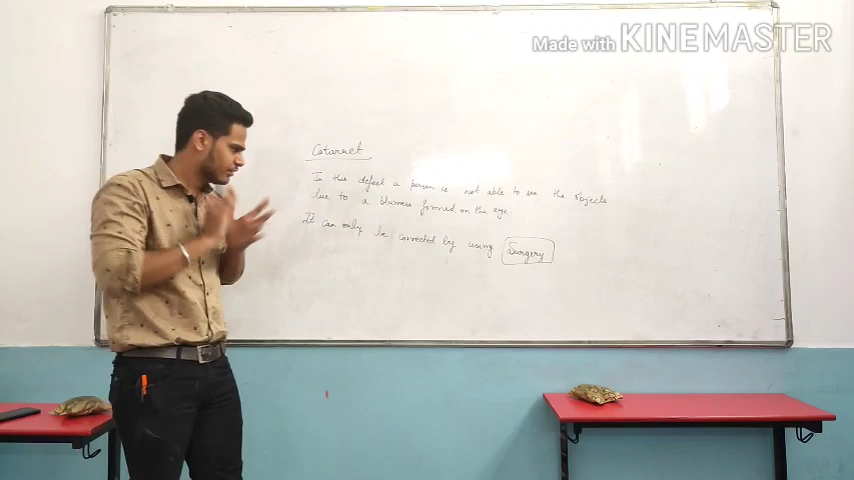 Made with KINEMASTER
Catarret
In this defect a person is not able to see the objects
due to a blurness formed on the eye.
It can only be corrected by using Surgery